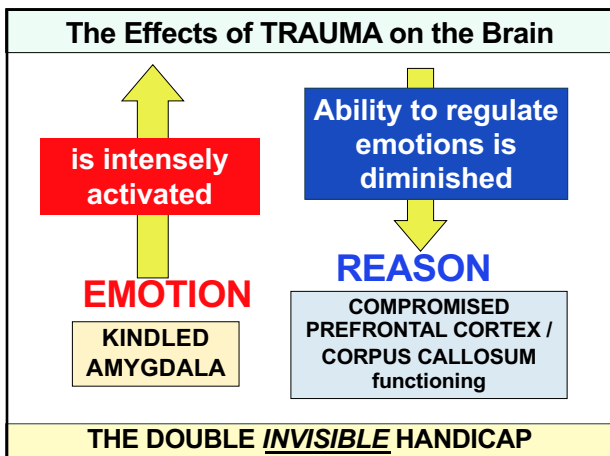 The Effects of TRAUMA on the Brain
is intensely
activated
EMOTION
KINDLED
AMYGDALA
Ability to regulate
emotions is
diminished
REASON
COMPROMISED
PREFRONTAL CORTEX /
CORPUS CALLOSUM
functioning
THE DOUBLE INVISIBLE HANDICAP